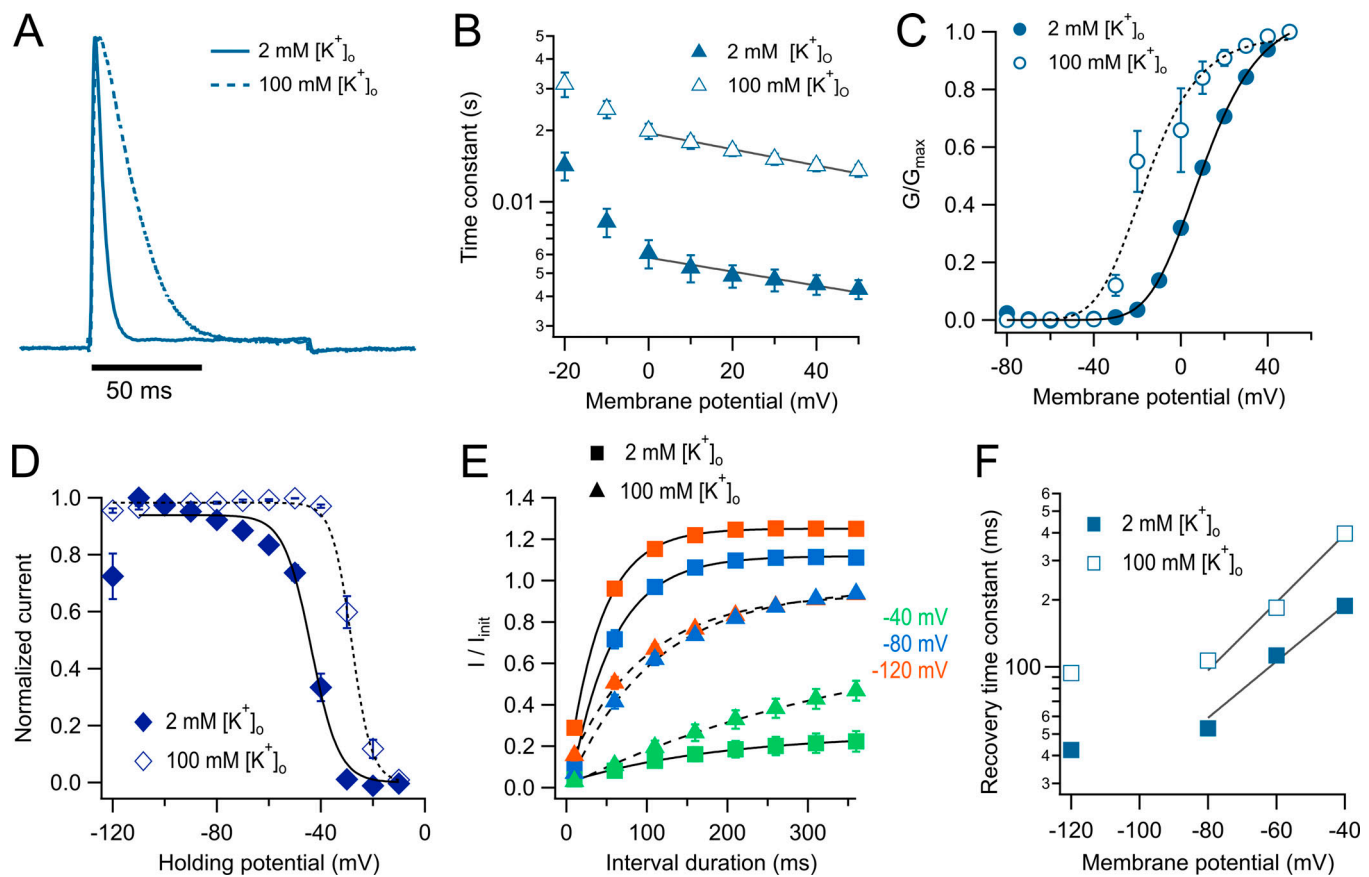 A
2 mM [K⁺]ₒ
100 mM [K⁺]ₒ
50 ms
B
2 mM [K⁺]O
100 mM [K⁺]O
Time constant (s)
5
4
3
2
0.01
6
5
4
3
-20 0 20 40
Membrane potential (mV)
C
2 mM [K⁺]ₒ
100 mM [K⁺]ₒ
G/Gmax
1.0
0.8
0.6
0.4
0.2
0.0
-80 -40 0 40
Membrane potential (mV)
D
Normalized current
1.0
0.8
0.6
0.4
0.2
0.0
2 mM [K⁺]ₒ
100 mM [K⁺]ₒ
-120 -80 -40 0
Holding potential (mV)
E
2 mM [K⁺]ₒ
100 mM [K⁺]ₒ
I / Iinit
1.4
1.2
1.0
0.8
0.6
0.4
0.2
0.0
-40 mV
-80 mV
-120 mV
0 100 200 300
Interval duration (ms)
F
2 mM [K⁺]ₒ
100 mM [K⁺]ₒ
Recovery time constant (ms)
6
5
4
3
2
100
6
5
4
3
-120 -100 -80 -60 -40
Membrane potential (mV)